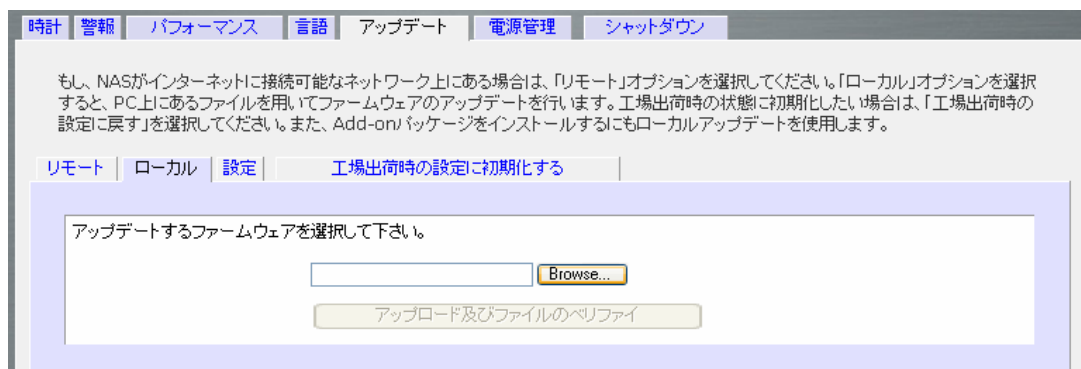 時計 警報 パフォーマンス 言語 アップデート 電源管理 シャットダウン
もし、NASがインターネットに接続可能なネットワーク上にある場合は、「リモート」オプションを選択してください。「ローカル」オプションを選択
すると、PC上にあるファイルを用いてファームウェアのアップデートを行います。工場出荷時の状態に初期化したい場合は、「工場出荷時の
設定に戻す」を選択してください。また、Add-onパッケージをインストールするにもローカルアップデートを使用します。
リモート ローカル 設定 工場出荷時の設定に初期化する
アップデートするファームウェアを選択して下さい。
Browse...
アップロード及びファイルのベリファイ